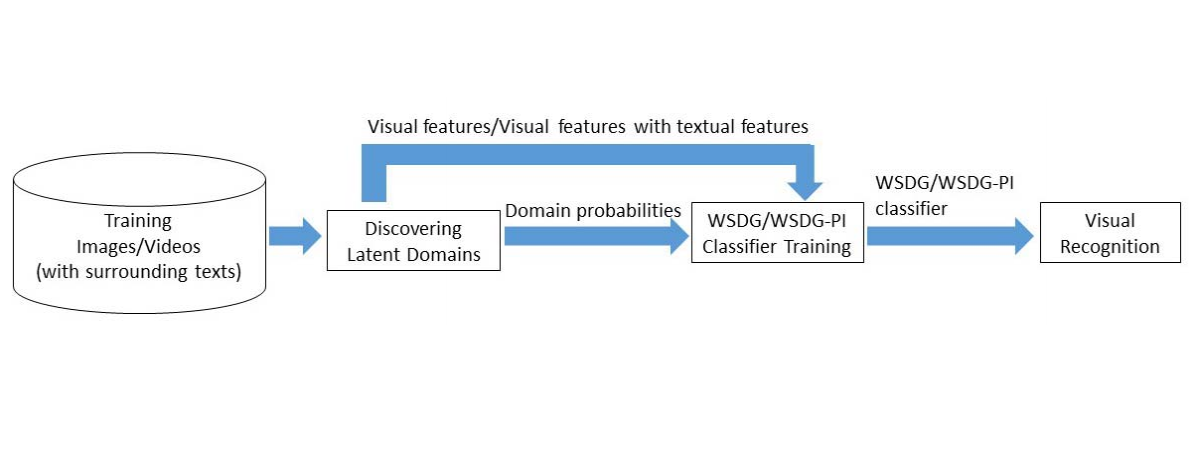 Visual features/Visual features with textual features
Training
Images/Videos
(with surrounding texts)
Discovering
Latent Domains
Domain probabilities
WSDG/WSDG-PI
Classifier Training
WSDG/WSDG-PI
classifier
Visual
Recognition